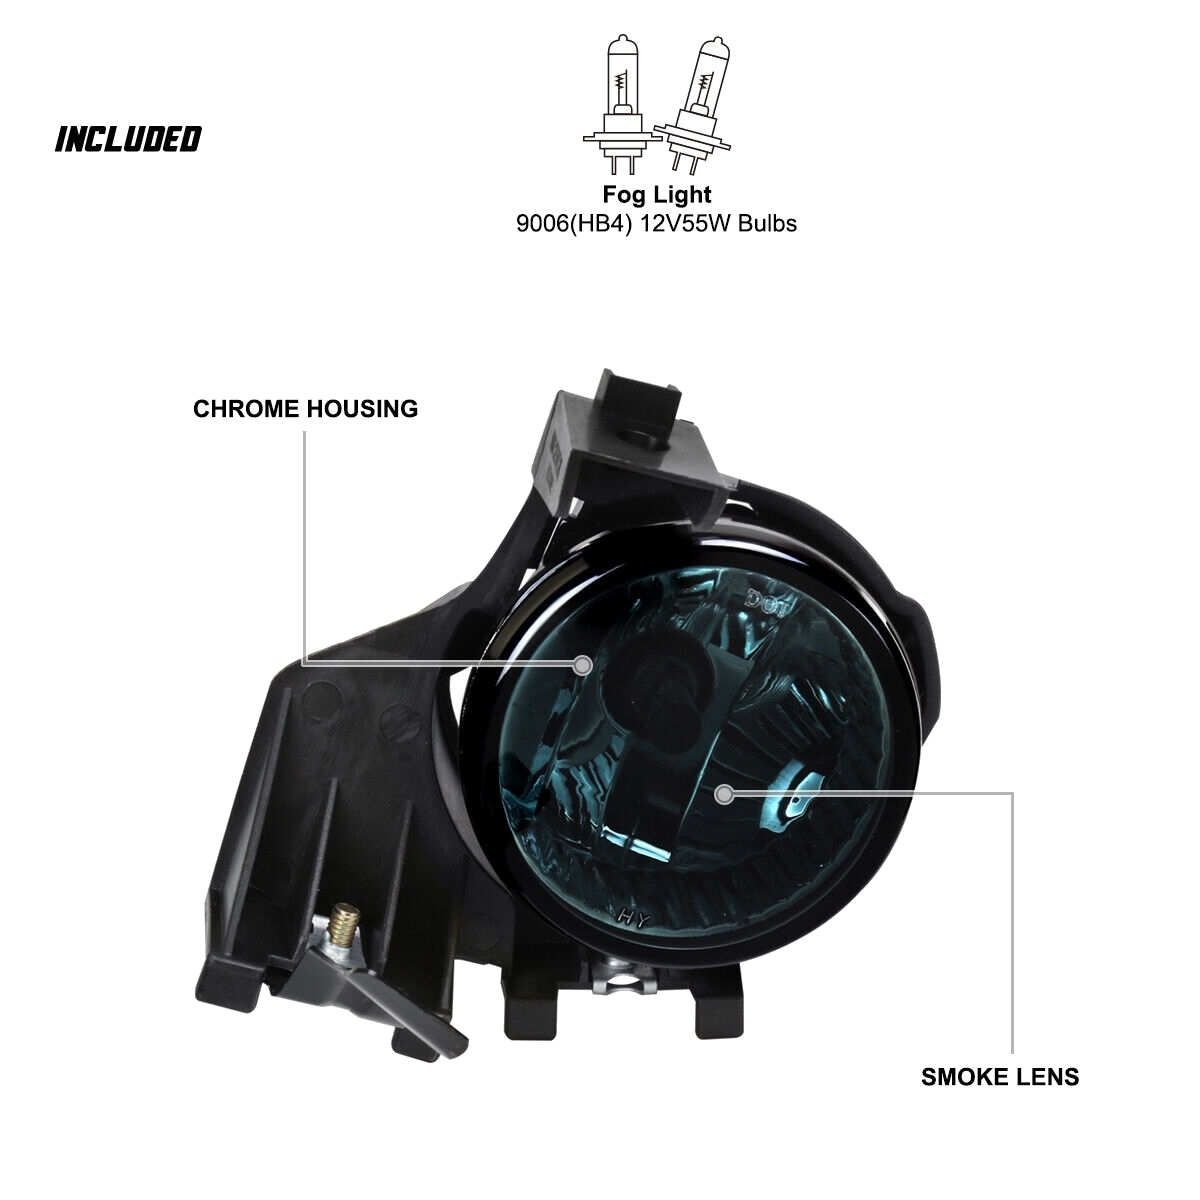 INCLUDED
Fog Light
9006(HB4) 12V55W Bulbs
CHROME HOUSING
DOT
HY
SMOKE LENS